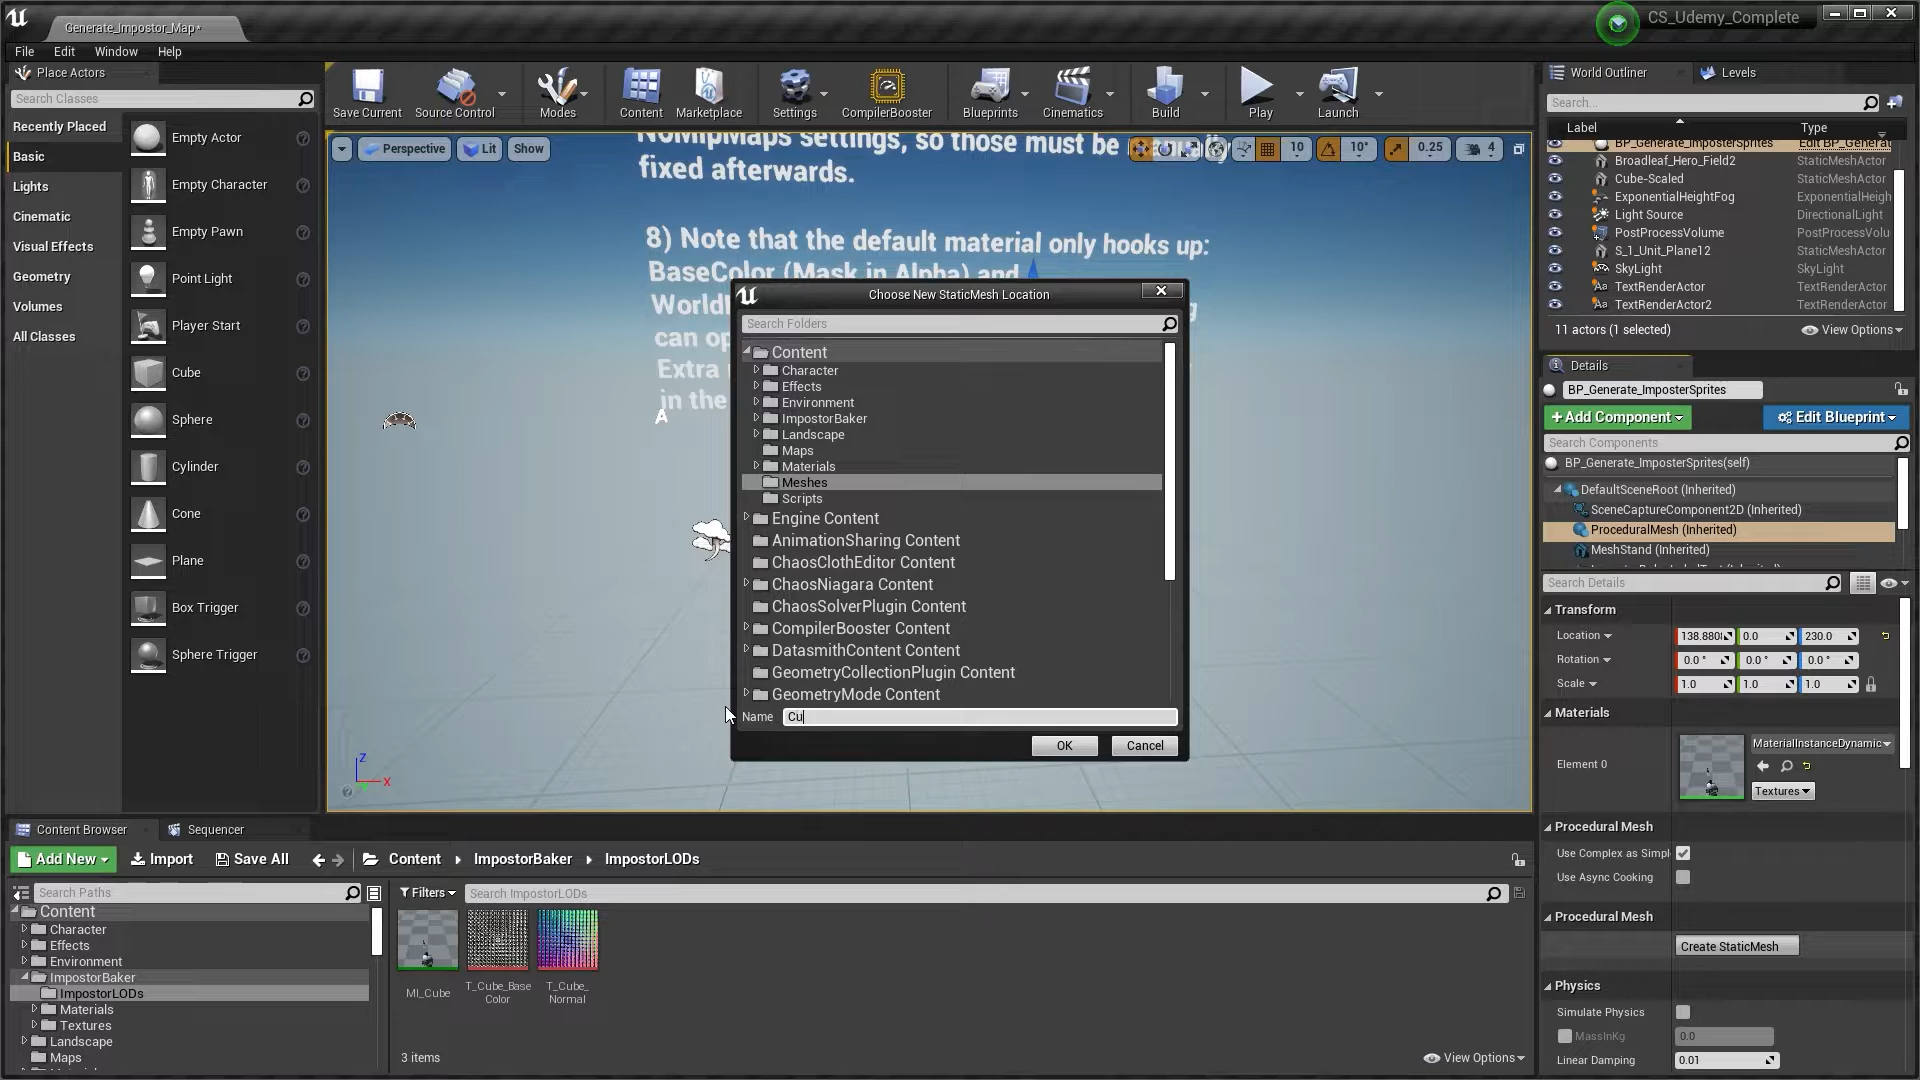 Generate_Impostor_Map*
CS_Udemy_Complete
File Edit Window Help
Place Actors
Search Classes
Recently Placed
Basic
Lights
Cinematic
Visual Effects
Geometry
Volumes
All Classes
Empty Actor
Empty Character
Empty Pawn
Point Light
Player Start
Cube
Sphere
Cylinder
Cone
Plane
Box Trigger
Sphere Trigger
Save Current
Source Control
Modes
Content
Marketplace
Settings
CompilerBooster
Blueprints
Cinematics
Build
Play
Launch
Perspective Lit Show
10 10° 0.25 4
NoMipMaps settings, so those must be
fixed afterwards.
8) Note that the default material only hooks up:
BaseColor (Mask in Alpha) and
can
Extra
in the
A
Z
X
Choose New StaticMesh Location
Search Folders
Content
Character
Effects
Environment
ImpostorBaker
Landscape
Maps
Materials
Meshes
Scripts
Engine Content
AnimationSharing Content
ChaosClothEditor Content
ChaosNiagara Content
ChaosSolverPlugin Content
CompilerBooster Content
DatasmithContent Content
GeometryCollectionPlugin Content
GeometryMode Content
Name Cu
OK Cancel
World Outliner Levels
Search...
Label Type
BP_Generate_ImposterSprites Edit BP_Generat
Broadleaf_Hero_Field2 StaticMeshActor
Cube-Scaled StaticMeshActor
ExponentialHeightFog ExponentialHeigh
Light Source DirectionalLight
PostProcessVolume PostProcessVolu
S_1_Unit_Plane12 StaticMeshActor
SkyLight SkyLight
TextRenderActor TextRenderActor
TextRenderActor2 TextRenderActor
11 actors (1 selected) View Options
Details
BP_Generate_ImposterSprites
+Add Component Edit Blueprint
Search Components
BP_Generate_ImposterSprites(self)
DefaultSceneRoot (Inherited)
SceneCaptureComponent2D (Inherited)
ProceduralMesh (Inherited)
MeshStand (Inherited)
Search Details
Transform
Location 138.880 0.0 230.0
Rotation 0.0 ° 0.0 ° 0.0 °
Scale 1.0 1.0 1.0
Materials
Element 0
MaterialInstanceDynamic
Textures
Procedural Mesh
Use Complex as Simpl
Use Async Cooking
Procedural Mesh
Create StaticMesh
Physics
Simulate Physics
MassInKg 0.0
Linear Damping 0.01
Content Browser Sequencer
Add New Import Save All Content ImpostorBaker ImpostorLODs
Search Paths
Content
Character
Effects
Environment
ImpostorBaker
ImpostorLODs
Materials
Textures
Landscape
Maps
Filters Search ImpostorLODs
MI_Cube
T_Cube_Base
Color
T_Cube_
Normal
3 items
View Options